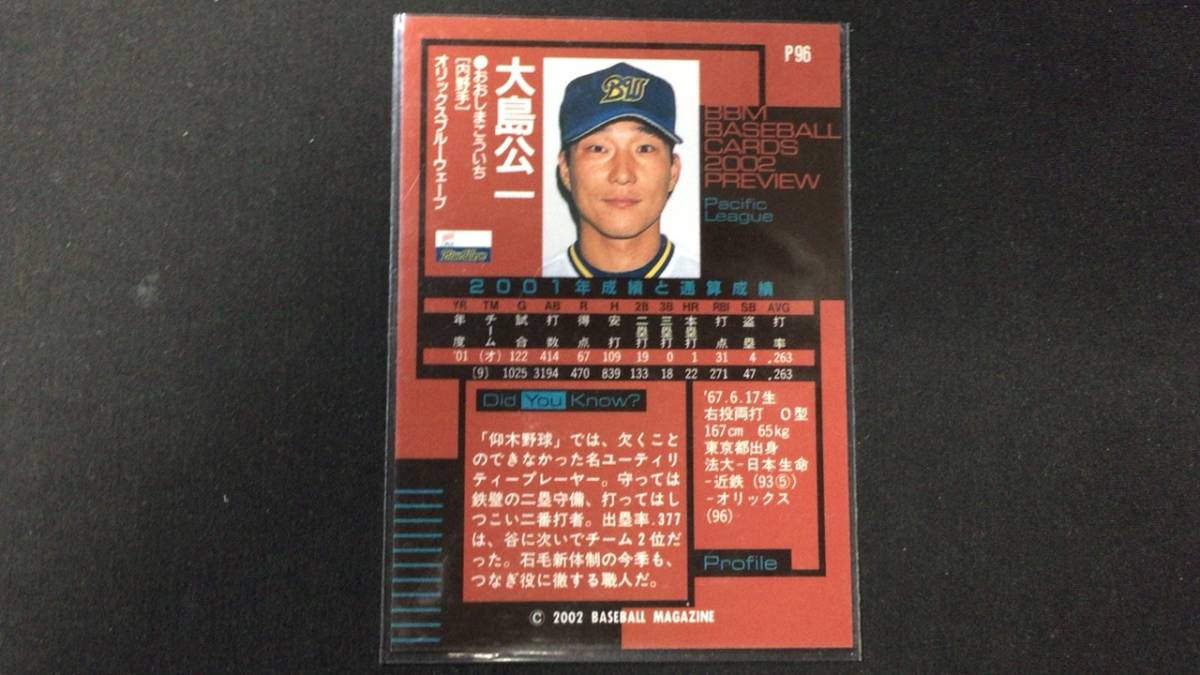 P96
大島公一
●おおしまこういち
[内野手]
オリックスブルーウェーブ
BW
BBM
BASEBALL
CARDS
2002
PREVIEW
Pacific
League
2001年成績と通算成績
YR TM G AB R H 2B 3B HR RBI SB AVG
年度 チーム 試合 打数 得点 安打 二塁打 三塁打 本塁打 打点 盗塁 打率
'01 (オ) 122 414 67 109 19 0 1 31 4 .263
[9] 1025 3194 470 839 133 18 22 271 47 .263
Did You Know?
「仰木野球」では、欠くこと
のできなかった名ユーティリ
ティープレーヤー。守っては
鉄壁の二塁守備、打ってはし
つこい二番打者。出塁率.377
は、谷に次いでチーム2位だ
った。石毛新体制の今季も、
つなぎ役に徹する職人だ。
'67.6.17生
右投両打 O型
167cm 65kg
東京都出身
法大-日本生命
-近鉄(93⑤)
-オリックス
(96)
Profile
© 2002 BASEBALL MAGAZINE